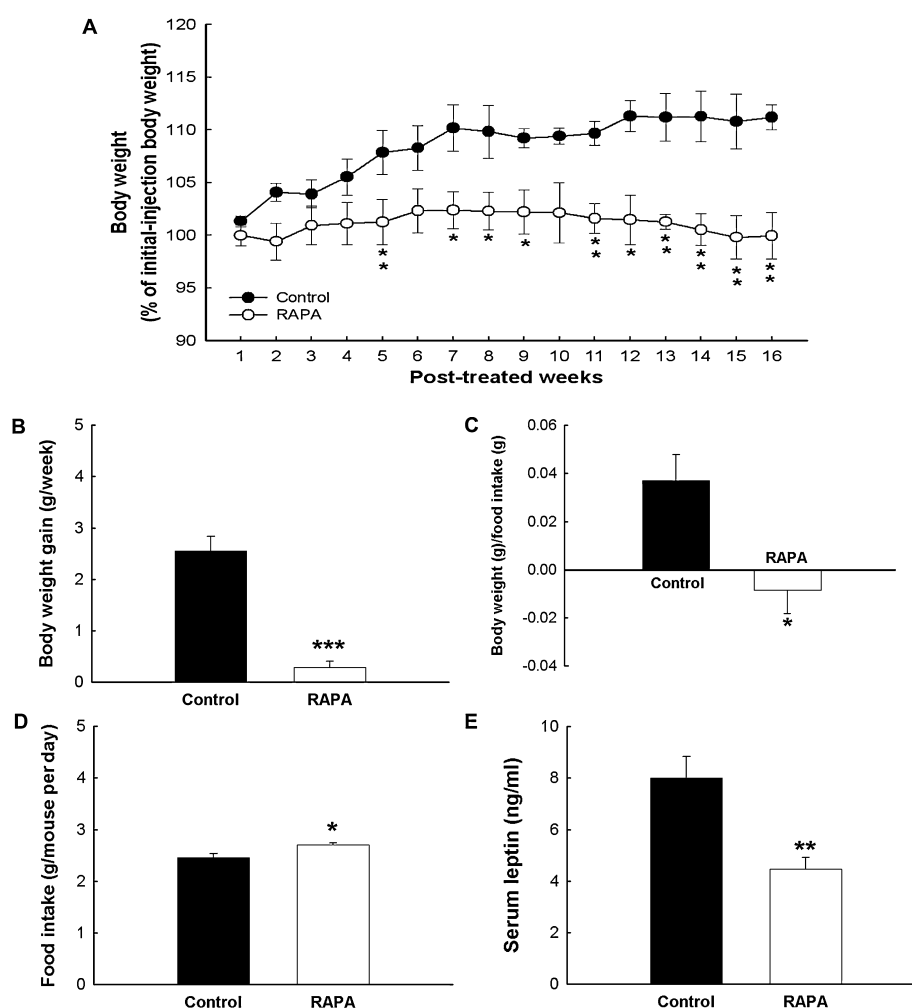 A
Body weight
(% of initial-injection body weight)
120
115
110
105
100
95
90
* *
*
*
*
* *
*
* *
* *
* *
* *
Control
RAPA
1 2 3 4 5 6 7 8 9 10 11 12 13 14 15 16
Post-treated weeks
B
Body weight gain (g/week)
5
4
3
2
1
0
***
Control RAPA
C
Body weight (g)/food intake (g)
0.06
0.04
0.02
0.00
-0.02
-0.04
RAPA
Control
*
D
Food intake (g/mouse per day)
5
4
3
2
1
0
*
Control RAPA
E
Serum leptin (ng/ml)
10
8
6
4
2
0
**
Control RAPA